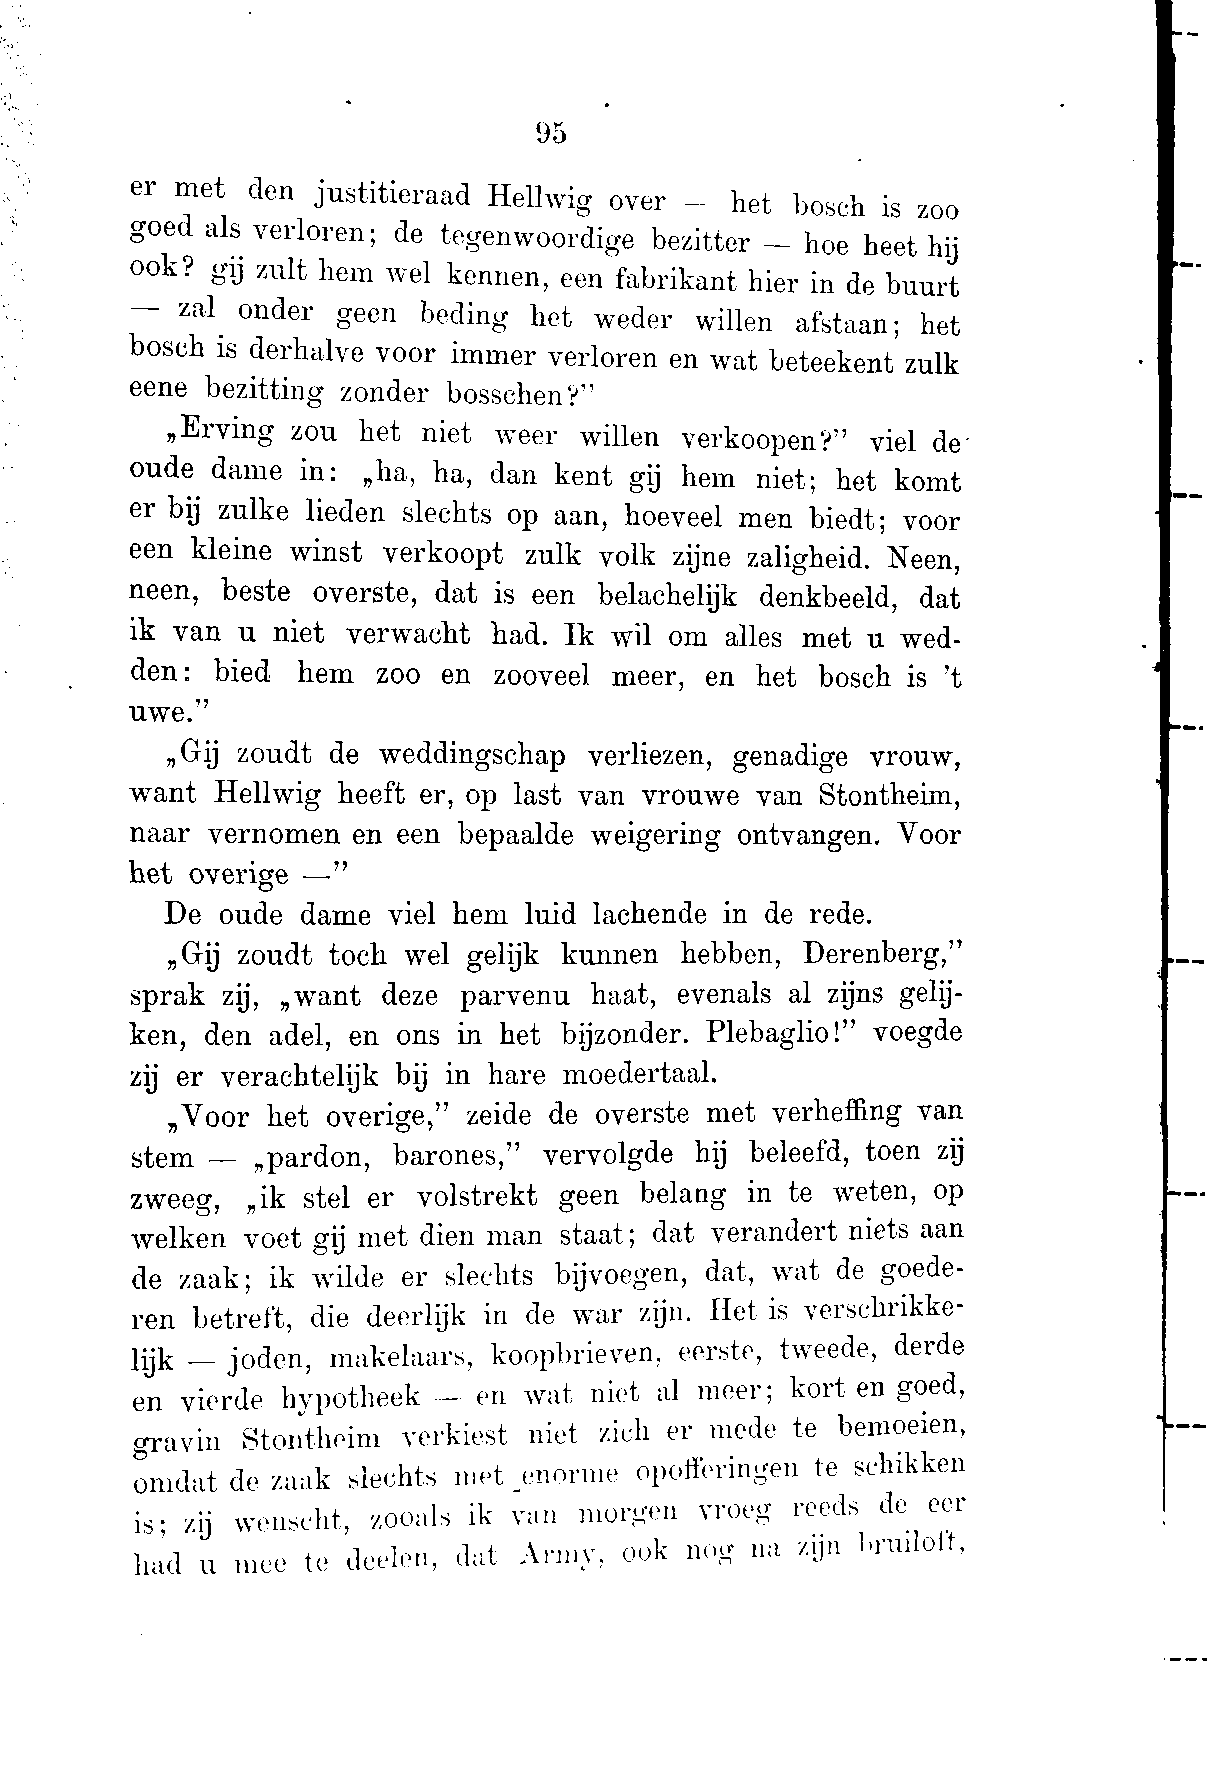 95
er met den justitieraad Hellwig over — het bosch is zoo
goed als verloren; de tegenwoordige bezitter — hoe heet hij
ook? gij zult hem wel kennen, een fabrikant hier in de buurt
— zal onder geen beding het weder willen afstaan; het
bosch is derhalve voor immer verloren en wat beteekent zulk
eene bezitting zonder bosschen?”
„Erving zou het niet weer willen verkoopen?” viel de
oude dame in: „ha, ha, dan kent gij hem niet; het komt
er bij zulke lieden slechts op aan, hoeveel men biedt; voor
een kleine winst verkoopt zulk volk zijne zaligheid. Neen,
neen, beste overste, dat is een belachelijk denkbeeld, dat
ik van u niet verwacht had. Ik wil om alles met u wed-
den: bied hem zoo en zooveel meer, en het bosch is 't
uwe.”
„Gij zoudt de weddingschap verliezen, genadige vrouw,
want Hellwig heeft er, op last van vrouwe van Stontheim,
naar vernomen en een bepaalde weigering ontvangen. Voor
het overige —”
De oude dame viel hem luid lachende in de rede.
„Gij zoudt toch wel gelijk kunnen hebben, Derenberg,”
sprak zij, „want deze parvenu haat, evenals al zijns gelij-
ken, den adel, en ons in het bijzonder. Plebaglio!” voegde
zij er verachtelijk bij in hare moedertaal.
„Voor het overige,” zeide de overste met verheffing van
stem — „pardon, barones,” vervolgde hij beleefd, toen zij
zweeg, „ik stel er volstrekt geen belang in te weten, op
welken voet gij met dien man staat; dat verandert niets aan
de zaak; ik wilde er slechts bijvoegen, dat, wat de goede-
ren betreft, die deerlijk in de war zijn. Het is verschrikke-
lijk — joden, makelaars, koopbrieven, eerste, tweede, derde
en vierde hypotheek — en wat niet al meer; kort en goed,
gravin Stontheim verkiest niet zich er mede te bemoeien,
omdat de zaak slechts met enorme opofferingen te schikken
is; zij wenscht, zooals ik van morgen vroeg reeds de eer
had u mee te deelen, dat Army, ook nog na zijn bruiloft,